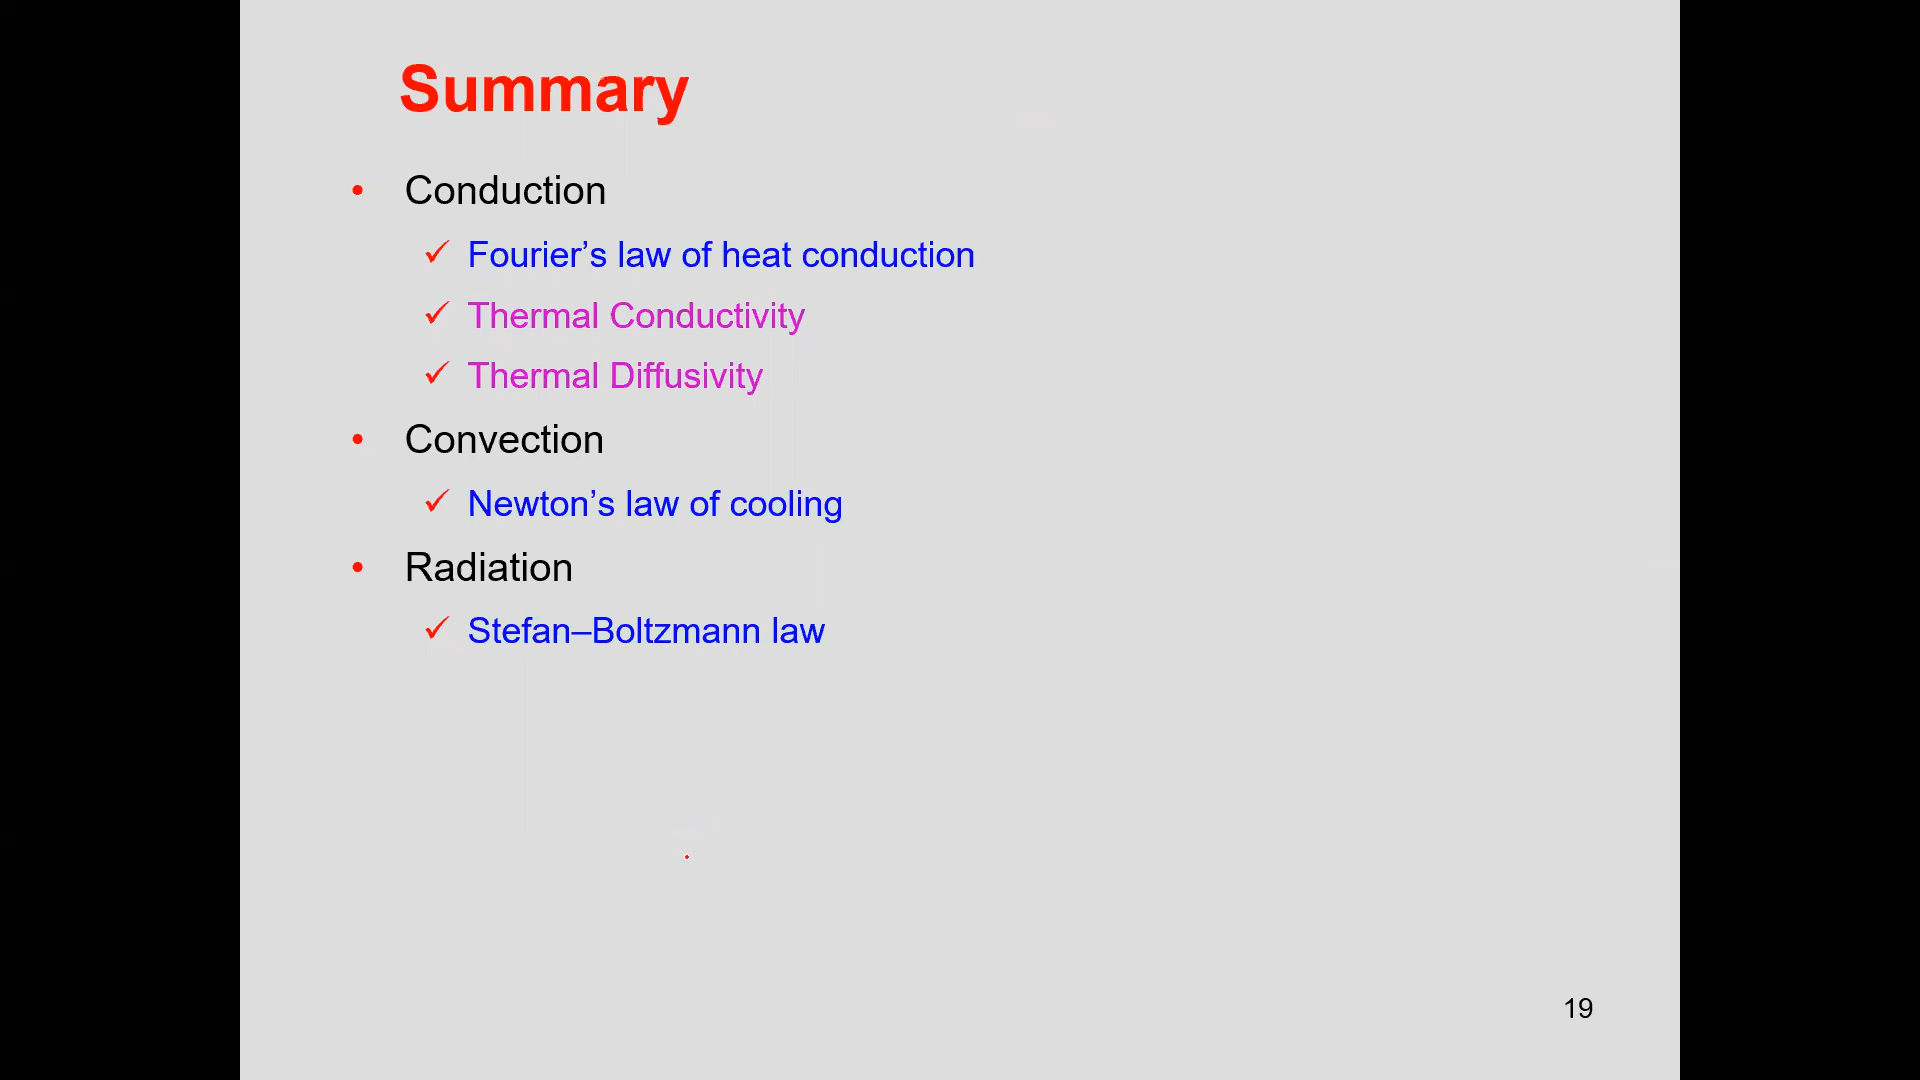 Summary
• Conduction
✓ Fourier’s law of heat conduction
✓ Thermal Conductivity
✓ Thermal Diffusivity
• Convection
✓ Newton’s law of cooling
• Radiation
✓ Stefan–Boltzmann law
19